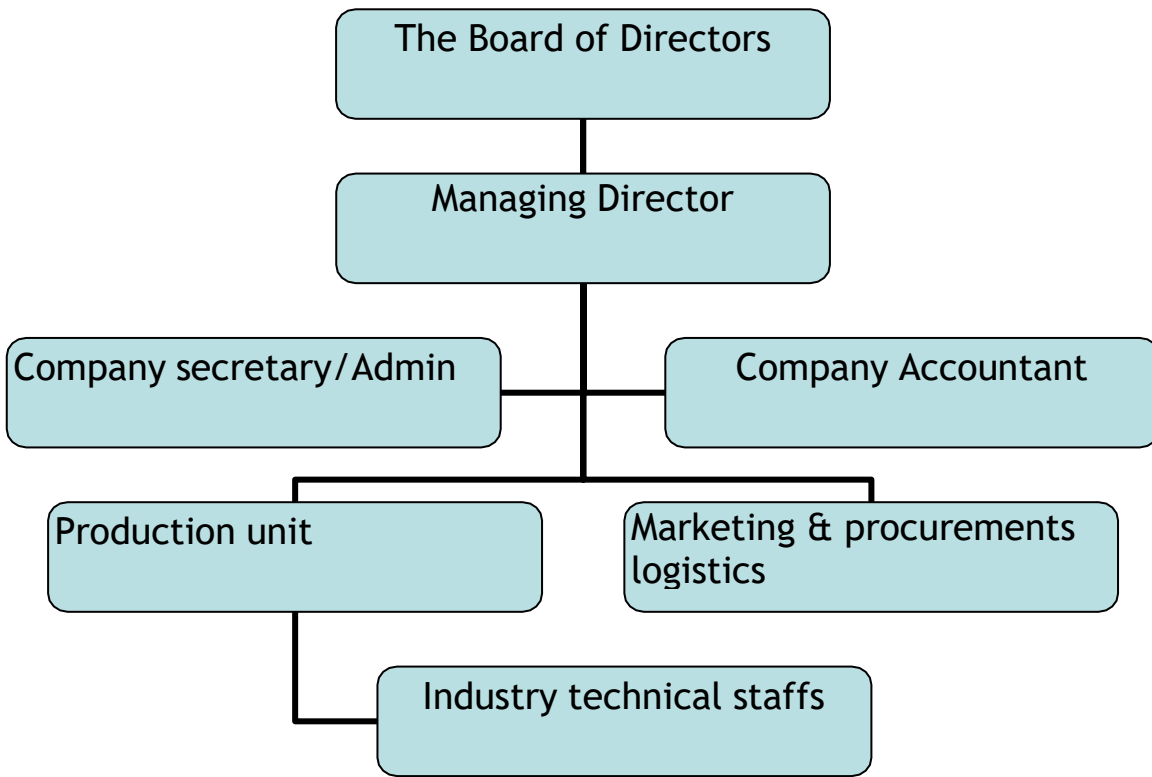 The Board of Directors
Managing Director
Company secretary/Admin
Company Accountant
Production unit
Marketing & procurements
logistics
Industry technical staffs